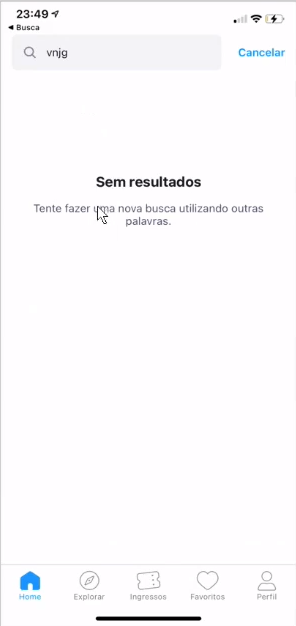 23:49
◀ Busca
vnjg
Cancelar
Sem resultados
Tente fazer uma nova busca utilizando outras
palavras.
Home
Explorar
Ingressos
Favoritos
Perfil